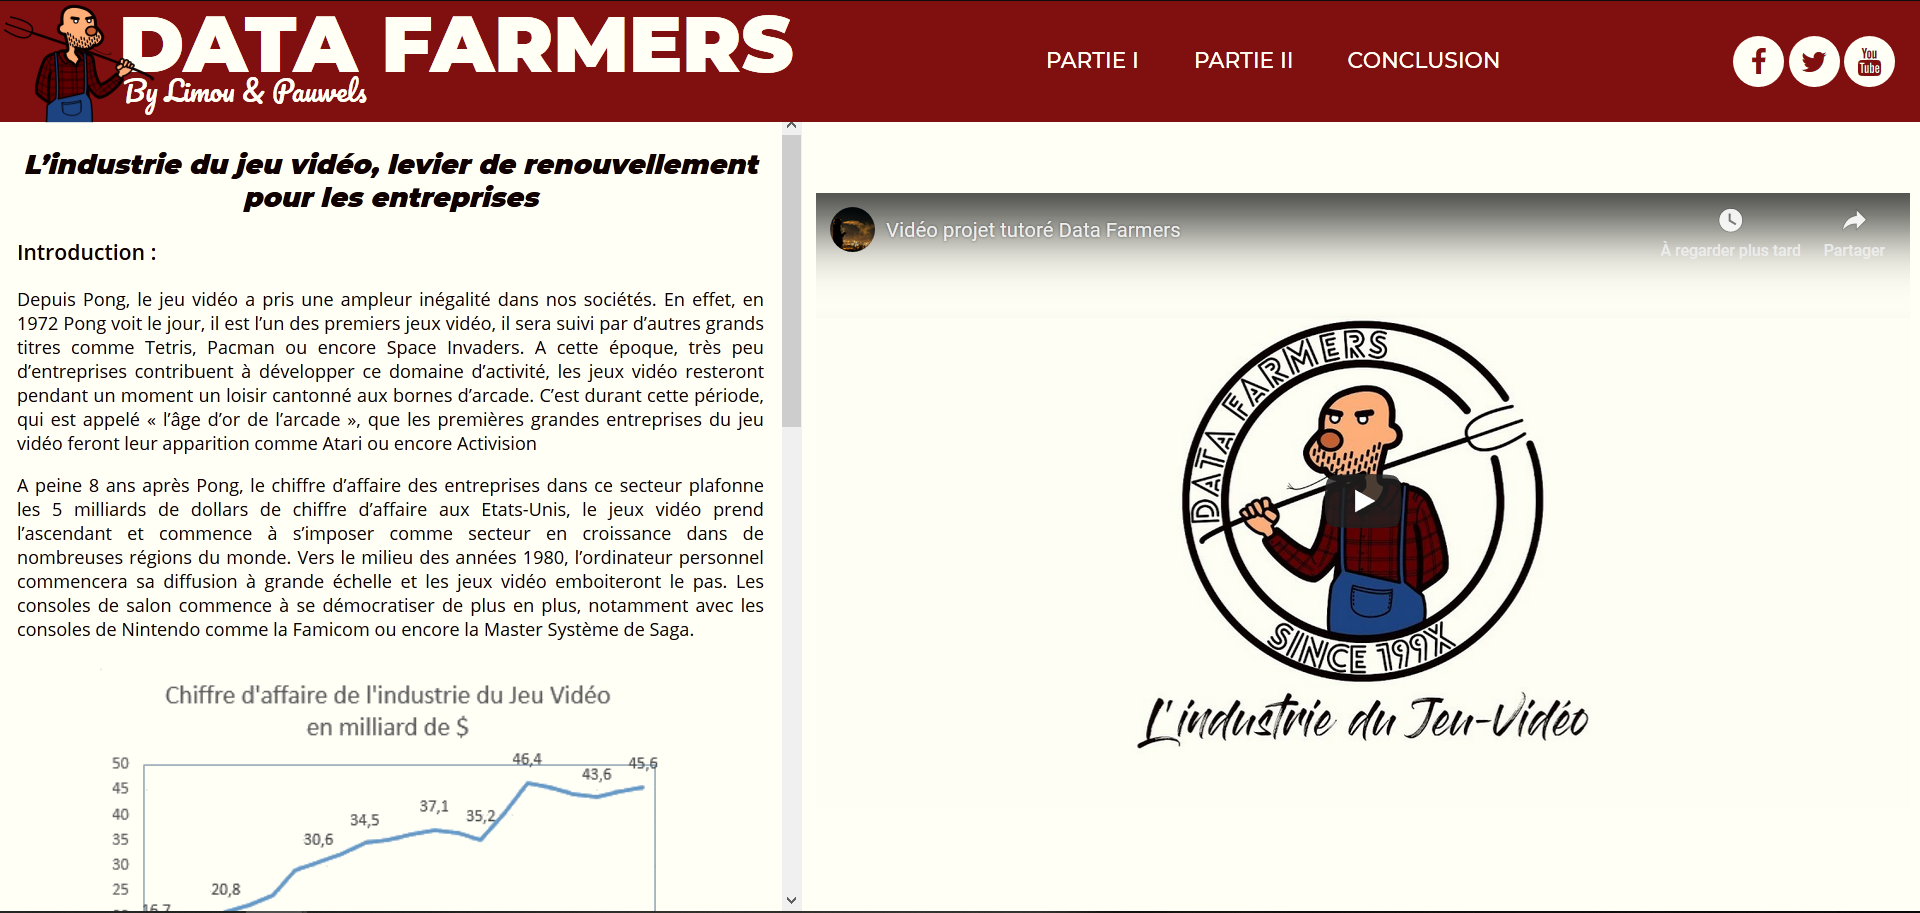 DATA FARMERS
By Limou & Pauwels
PARTIE I
PARTIE II
CONCLUSION
You
Tube
L’industrie du jeu vidéo, levier de renouvellement
pour les entreprises
Introduction :
Depuis Pong, le jeu vidéo a pris une ampleur inégalité dans nos sociétés. En effet, en
1972 Pong voit le jour, il est l’un des premiers jeux vidéo, il sera suivi par d’autres grands
titres comme Tetris, Pacman ou encore Space Invaders. A cette époque, très peu
d’entreprises contribuent à développer ce domaine d’activité, les jeux vidéo resteront
pendant un moment un loisir cantonné aux bornes d’arcade. C’est durant cette période,
qui est appelé « l’âge d’or de l’arcade », que les premières grandes entreprises du jeu
vidéo feront leur apparition comme Atari ou encore Activision
A peine 8 ans après Pong, le chiffre d’affaire des entreprises dans ce secteur plafonne
les 5 milliards de dollars de chiffre d’affaire aux Etats-Unis, le jeux vidéo prend
l’ascendant et commence à s’imposer comme secteur en croissance dans de
nombreuses régions du monde. Vers le milieu des années 1980, l’ordinateur personnel
commencera sa diffusion à grande échelle et les jeux vidéo emboiteront le pas. Les
consoles de salon commence à se démocratiser de plus en plus, notamment avec les
consoles de Nintendo comme la Famicom ou encore la Master Système de Saga.
Chiffre d'affaire de l'industrie du Jeu Vidéo
en milliard de $
50
45
40
35
30
25
16,7
20,8
30,6
34,5
37,1
35,2
46,4
43,6
45,6
Vidéo projet tutoré Data Farmers
À regarder plus tard
Partager
DATA FARMERS
SINCE 199X
L'industrie du Jeu-Vidéo